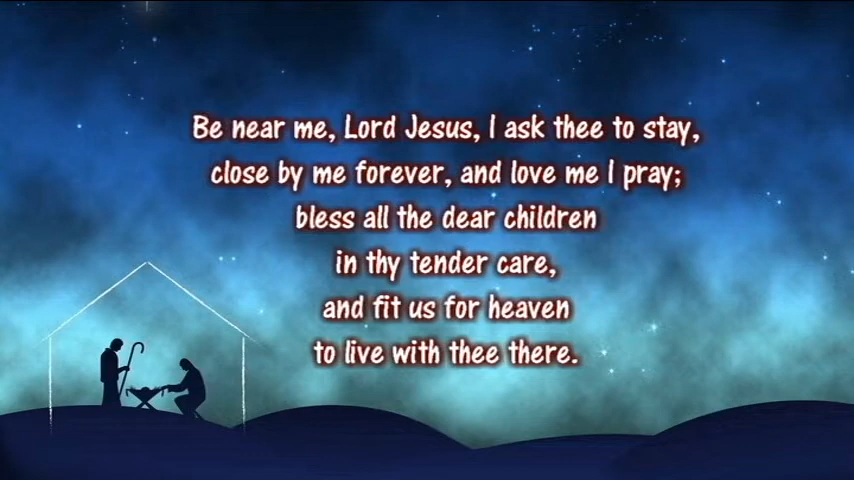 Be near me, Lord Jesus, I ask thee to stay,
close by me forever, and love me I pray;
bless all the dear children
in thy tender care,
and fit us for heaven
to live with thee there.